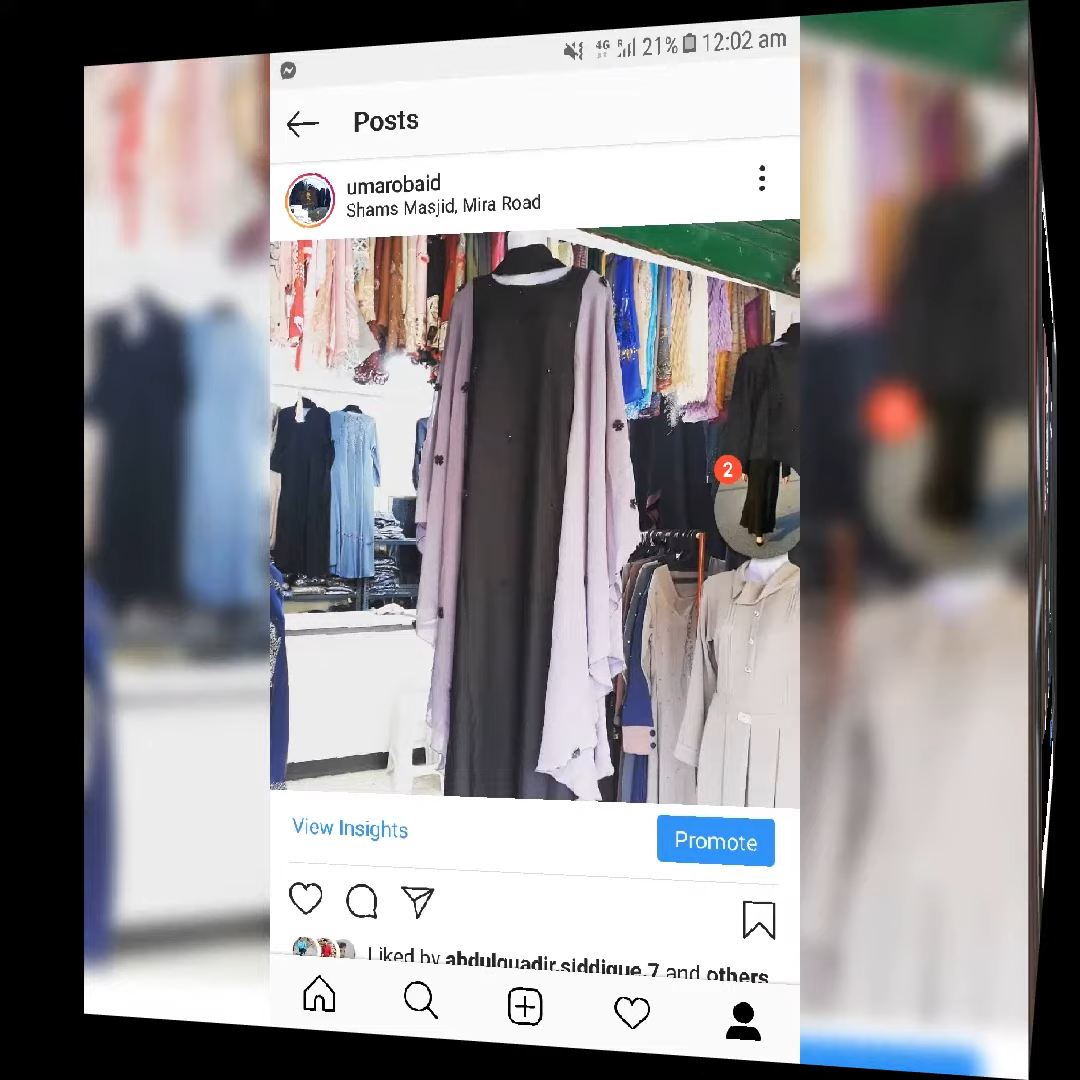 4G 21% 12:02 am
Posts
umarobaid
Shams Masjid, Mira Road
2
View Insights
Promote
Liked by abdulquadir.siddique.7 and others